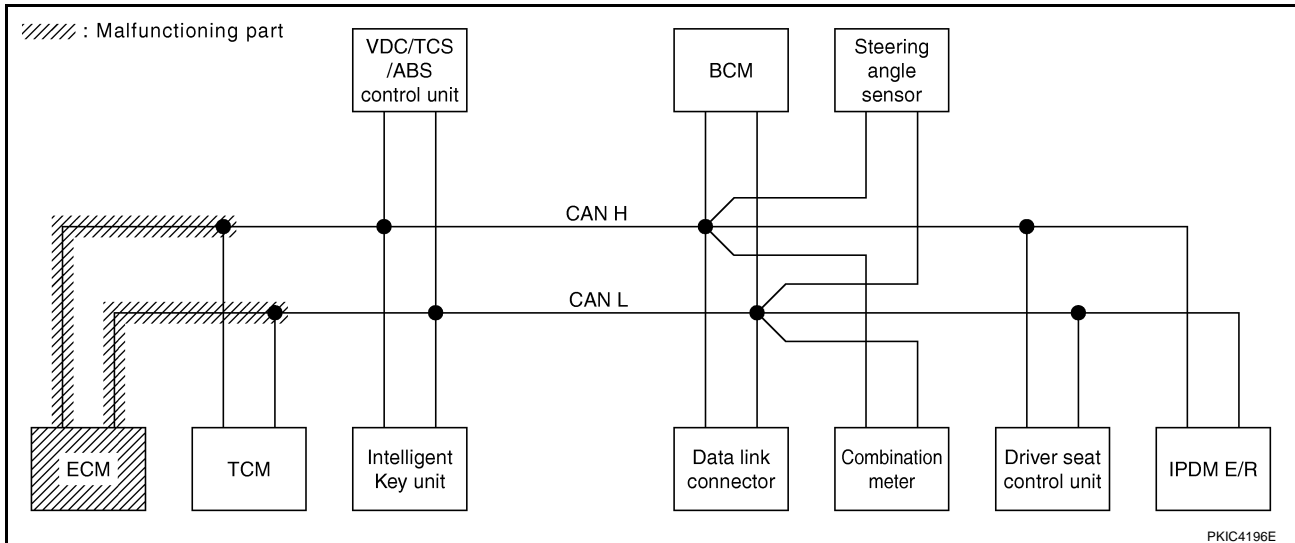 : Malfunctioning part
VDC/TCS
/ABS
control unit
BCM
Steering
angle
sensor
CAN H
CAN L
ECM
TCM
Intelligent
Key unit
Data link
connector
Combination
meter
Driver seat
control unit
IPDM E/R
PKIC4196E